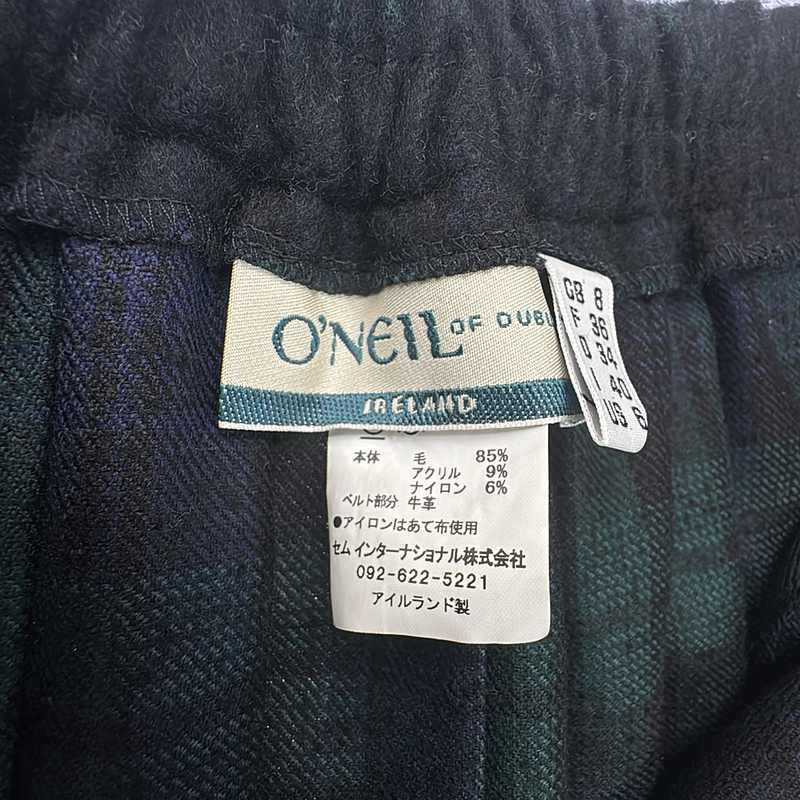 O'NEIL OF DUBL
IRELAND
GB 8
F 36
D 34
I 40
US 6
本体 毛 85%
アクリル 9%
ナイロン 6%
ベルト部分 牛革
●アイロンはあて布使用
セム インターナショナル株式会社
092-622-5221
アイルランド製